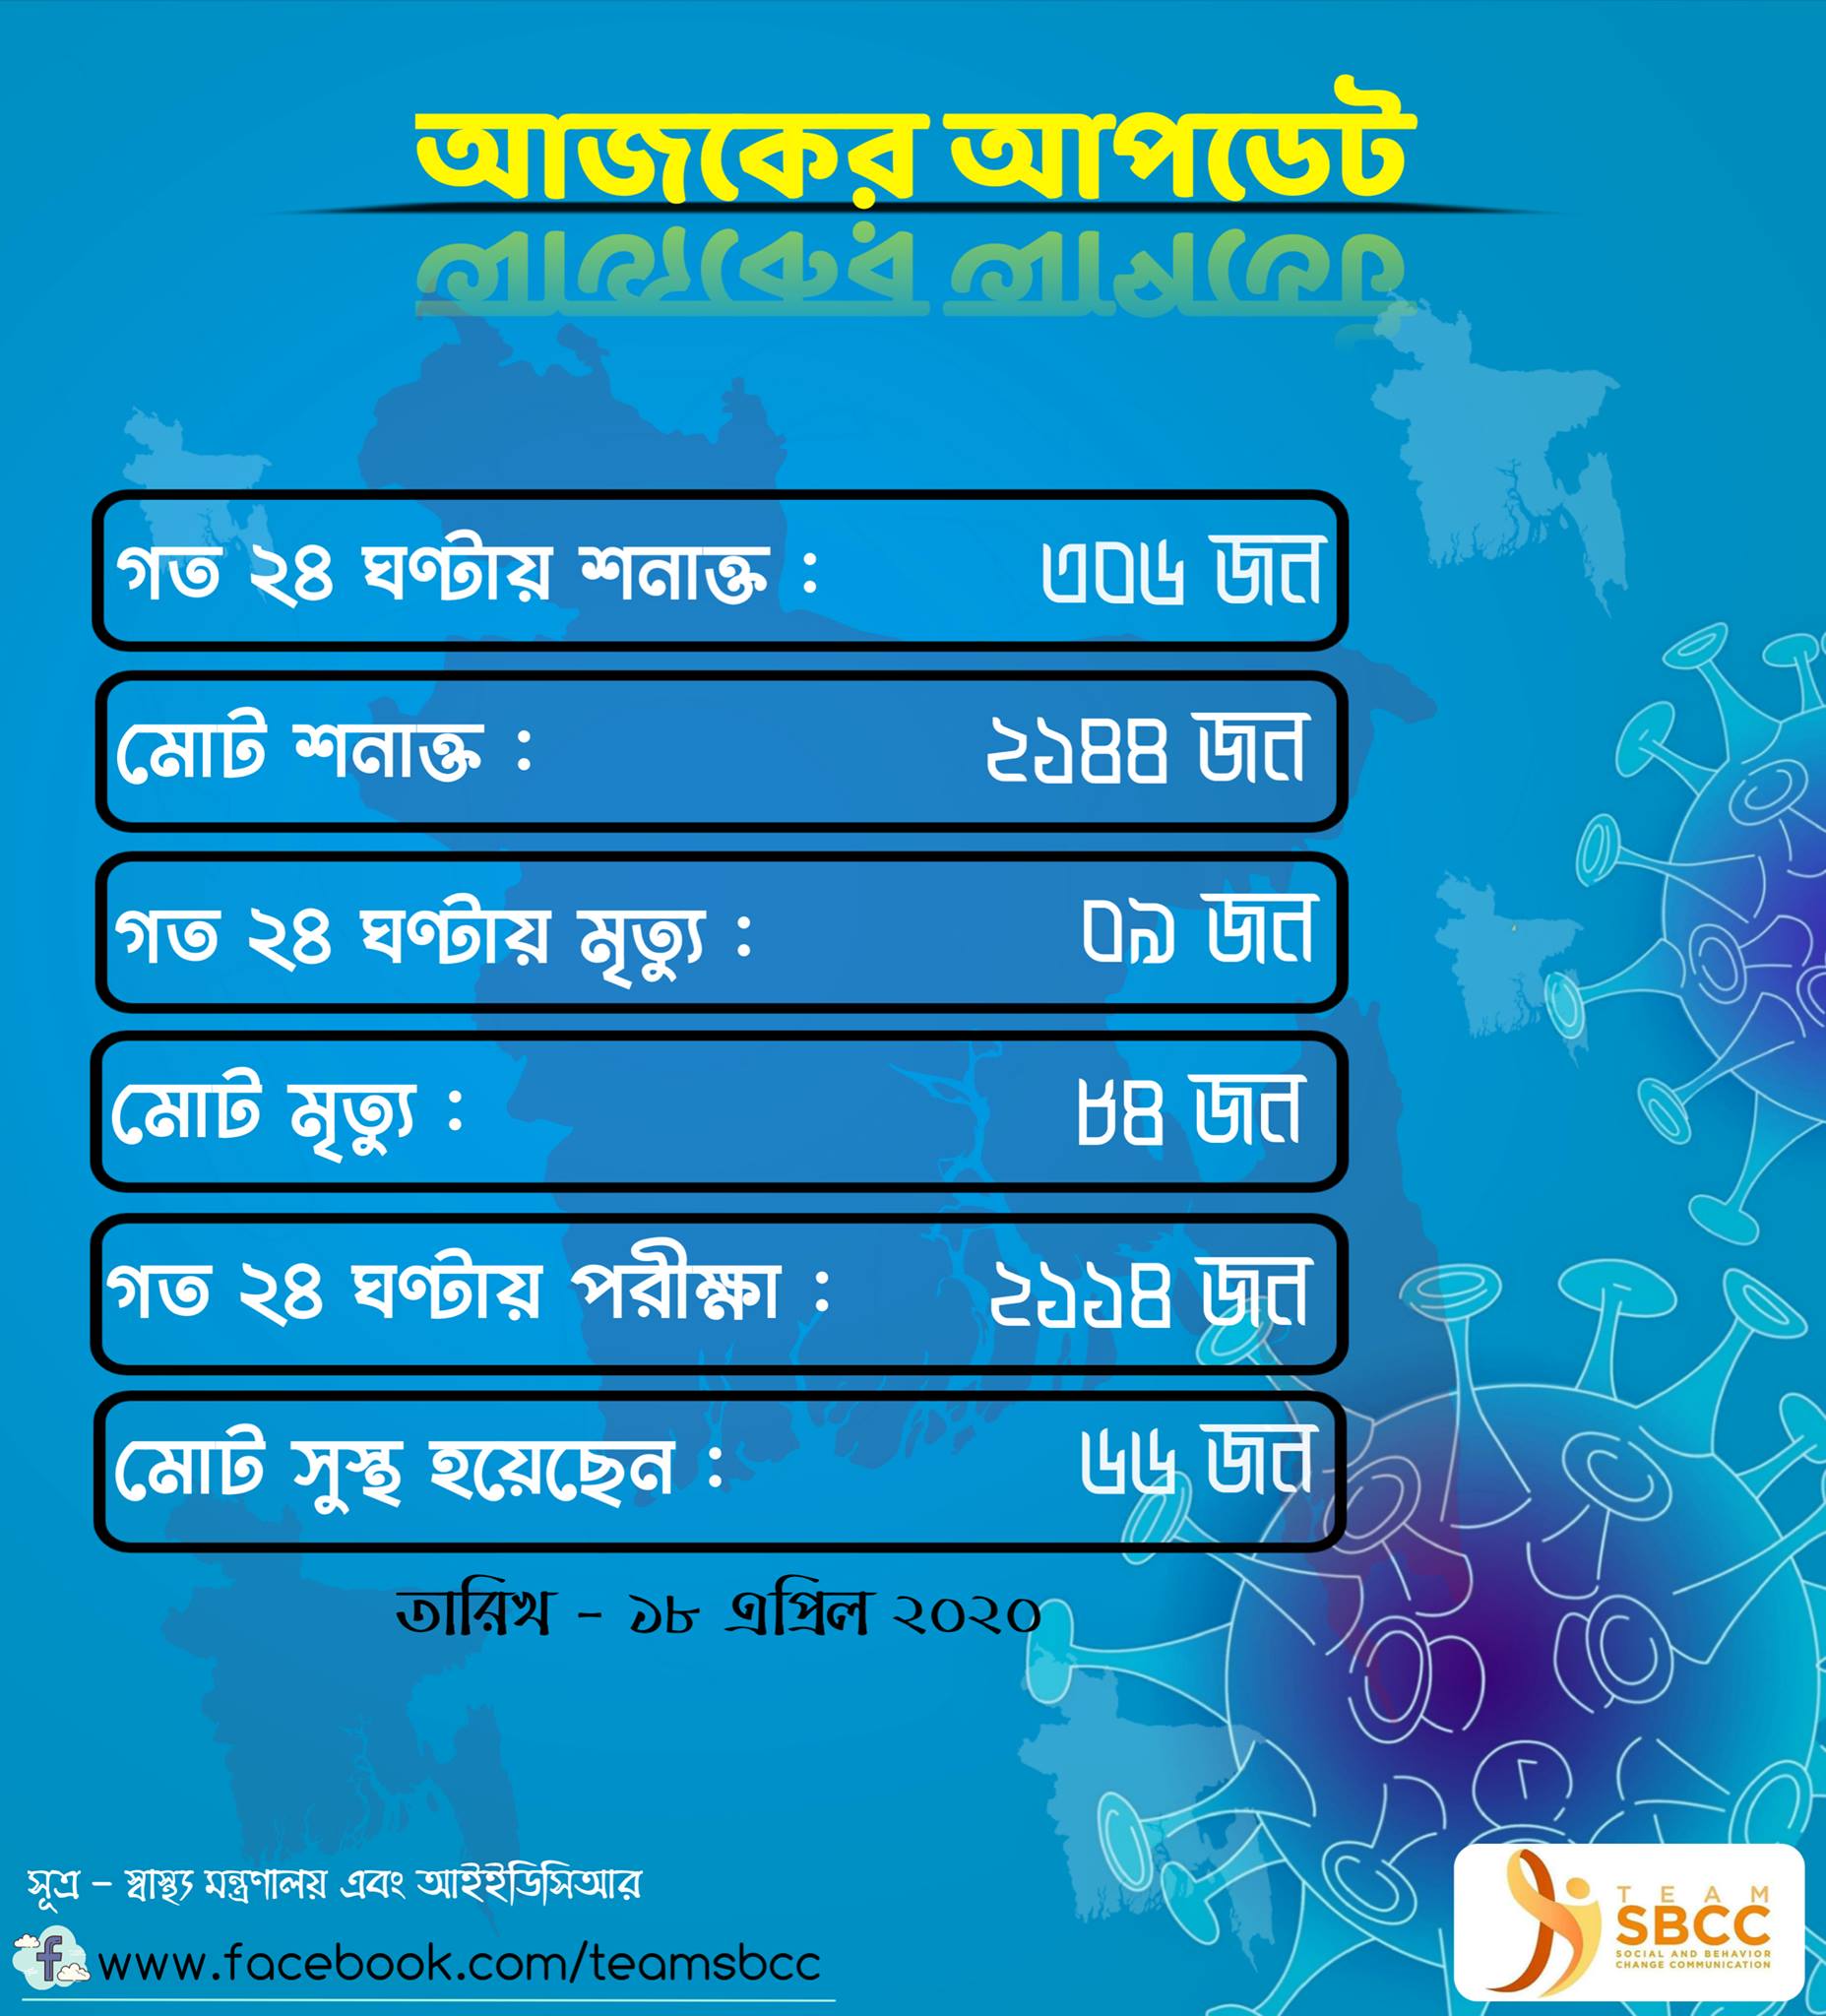 আজকের আপডেট
গত ২৪ ঘণ্টায় শনাক্ত : ৩০৬ জন
মোট শনাক্ত : ২১৪৪ জন
গত ২৪ ঘণ্টায় মৃত্যু : ০৯ জন
মোট মৃত্যু : ৮৪ জন
গত ২৪ ঘণ্টায় পরীক্ষা : ২১১৪ জন
মোট সুস্থ হয়েছেন : ৬৬ জন
তারিখ - ১৮ এপ্রিল ২০২০
সূত্র - স্বাস্থ্য মন্ত্রণালয় এবং আইইডিসিআর
f www.facebook.com/teamsbcc
TEAM
SBCC
SOCIAL AND BEHAVIOR
CHANGE COMMUNICATION